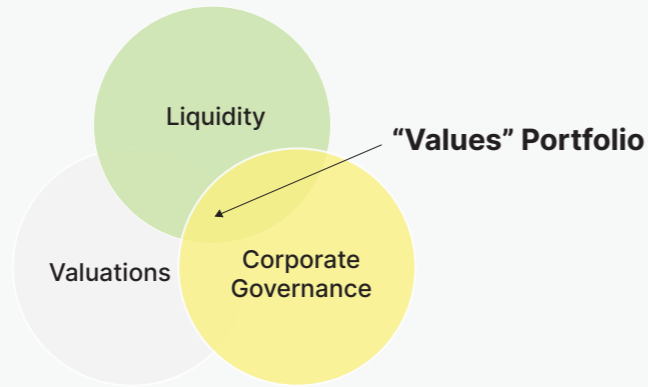 Liquidity
“Values” Portfolio
Valuations
Corporate
Governance